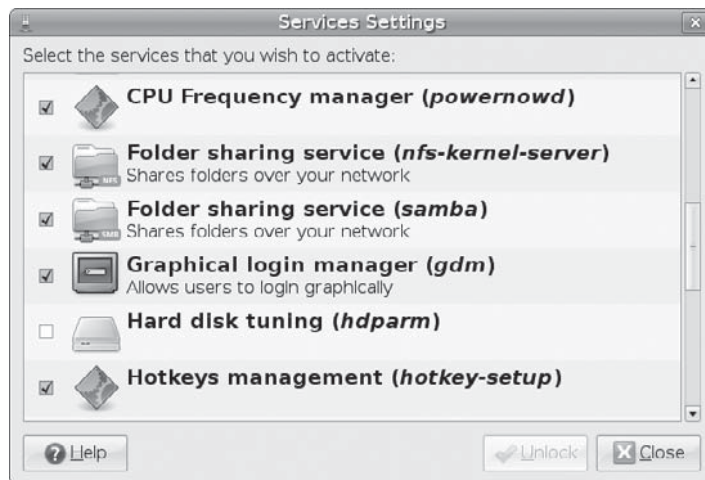 Services Settings
Select the services that you wish to activate:
CPU Frequency manager (powernowd)
Folder sharing service (nfs-kernel-server)
Shares folders over your network
NFS
Folder sharing service (samba)
Shares folders over your network
SMB
Graphical login manager (gdm)
Allows users to login graphically
Hard disk tuning (hdparm)
Hotkeys management (hotkey-setup)
Help
Unlock
Close